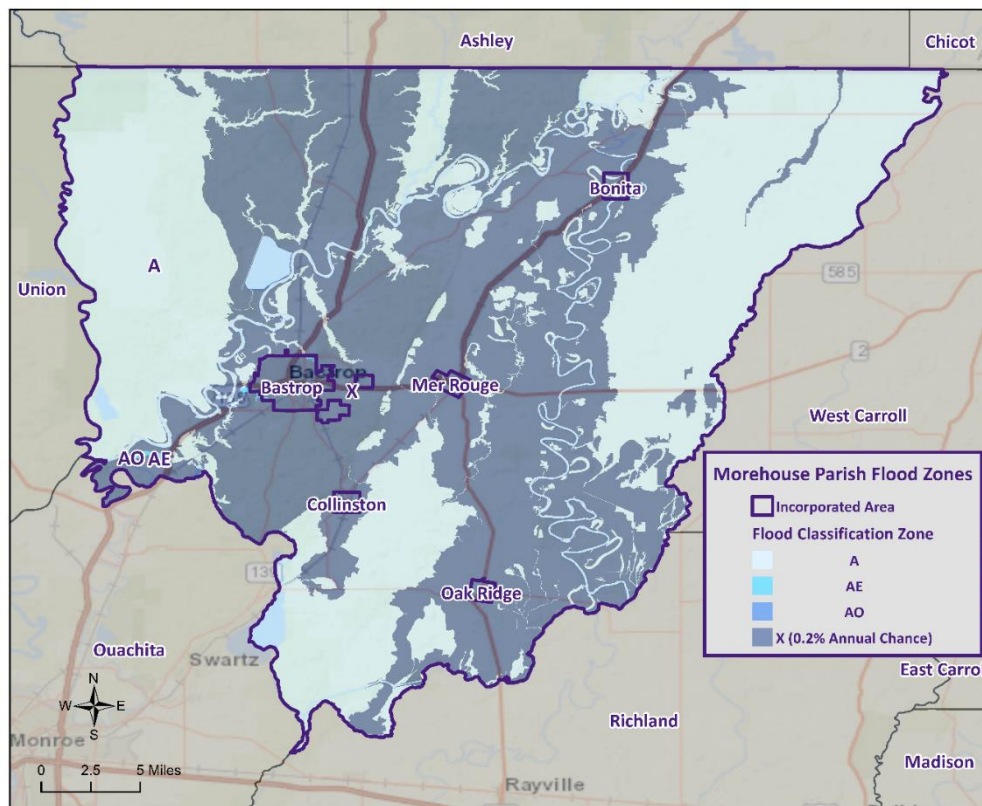 Ashley
Chicot
Bonita
A
Union
585
2
Bastrop
Bastrop
X
Mer Rouge
West Carroll
AO AE
Morehouse Parish Flood Zones
Incorporated Area
Flood Classification Zone
A
AE
AO
X (0.2% Annual Chance)
Collinston
139
Oak Ridge
Ouachita
Swartz
East Carro
Richland
N
W E
S
Monroe
Madison
0 2.5 5 Miles
Rayville